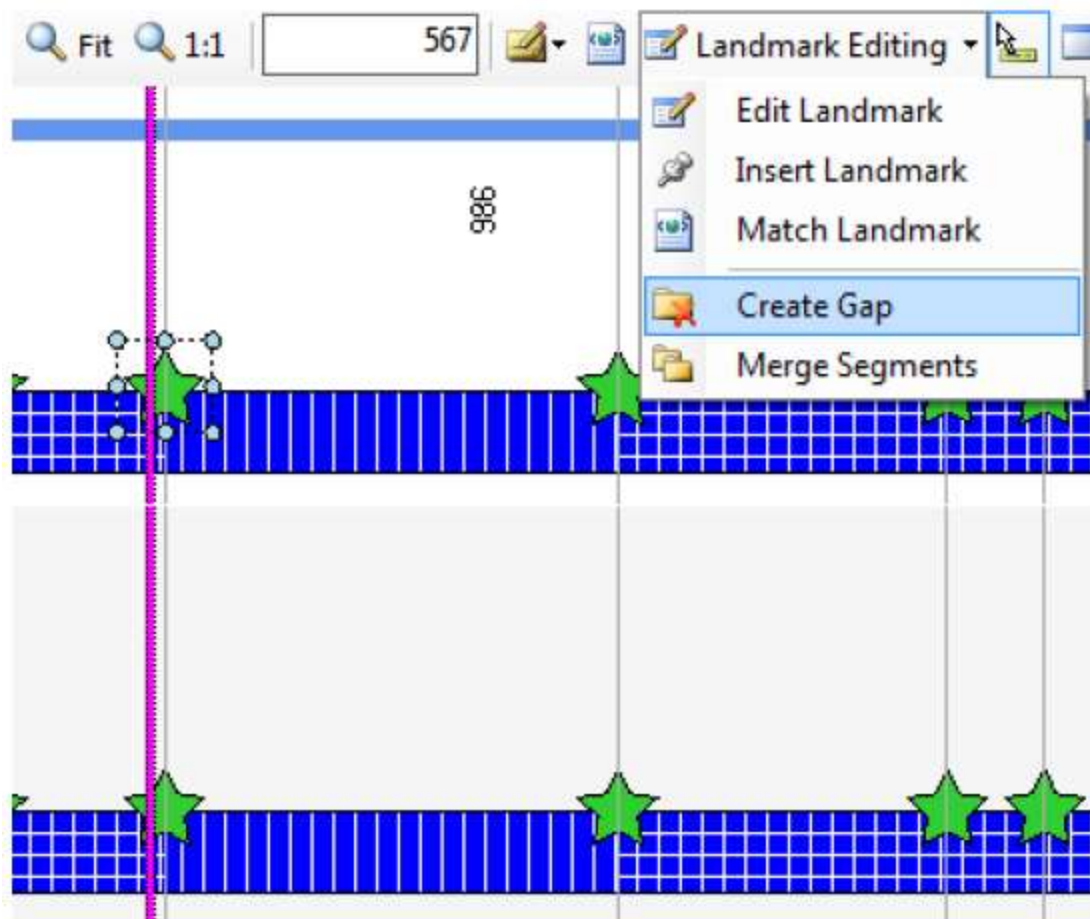 Fit 1:1 567 Landmark Editing
Edit Landmark
Insert Landmark
986
Match Landmark
Create Gap
Merge Segments